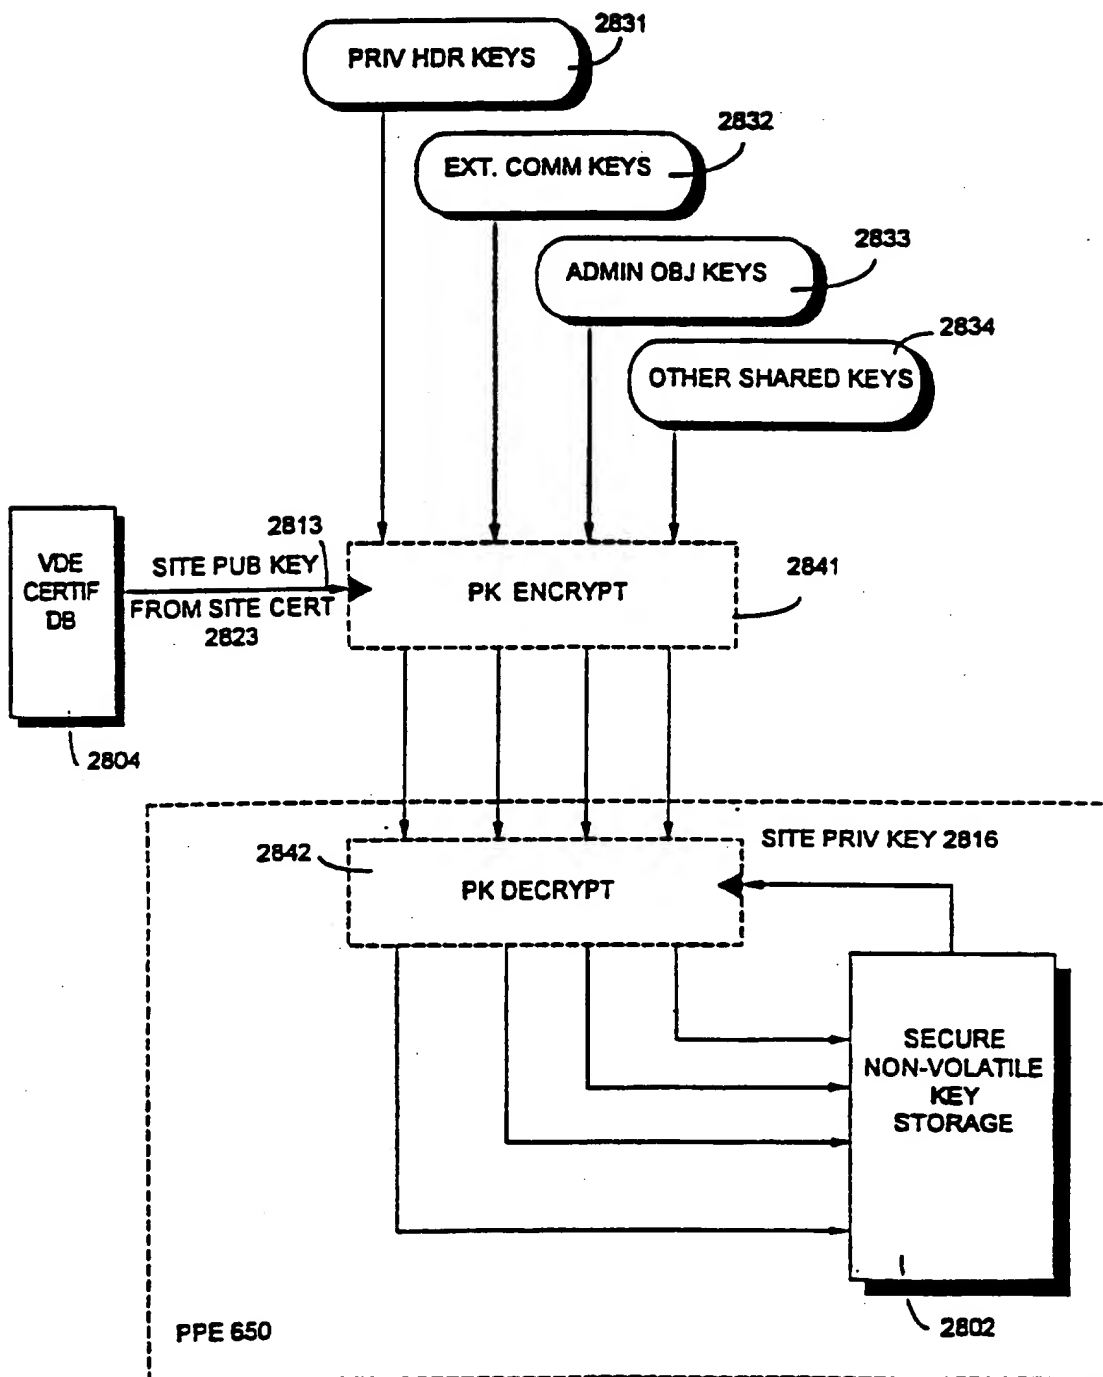 2831
PRIV HDR KEYS
2832
EXT. COMM KEYS
2833
ADMIN OBJ KEYS
2834
OTHER SHARED KEYS
2813
SITE PUB KEY
FROM SITE CERT
2823
VDE
CERTIF
DB
2804
PK ENCRYPT
2841
2842
PK DECRYPT
SITE PRIV KEY 2816
SECURE
NON-VOLATILE
KEY
STORAGE
2802
PPE 650